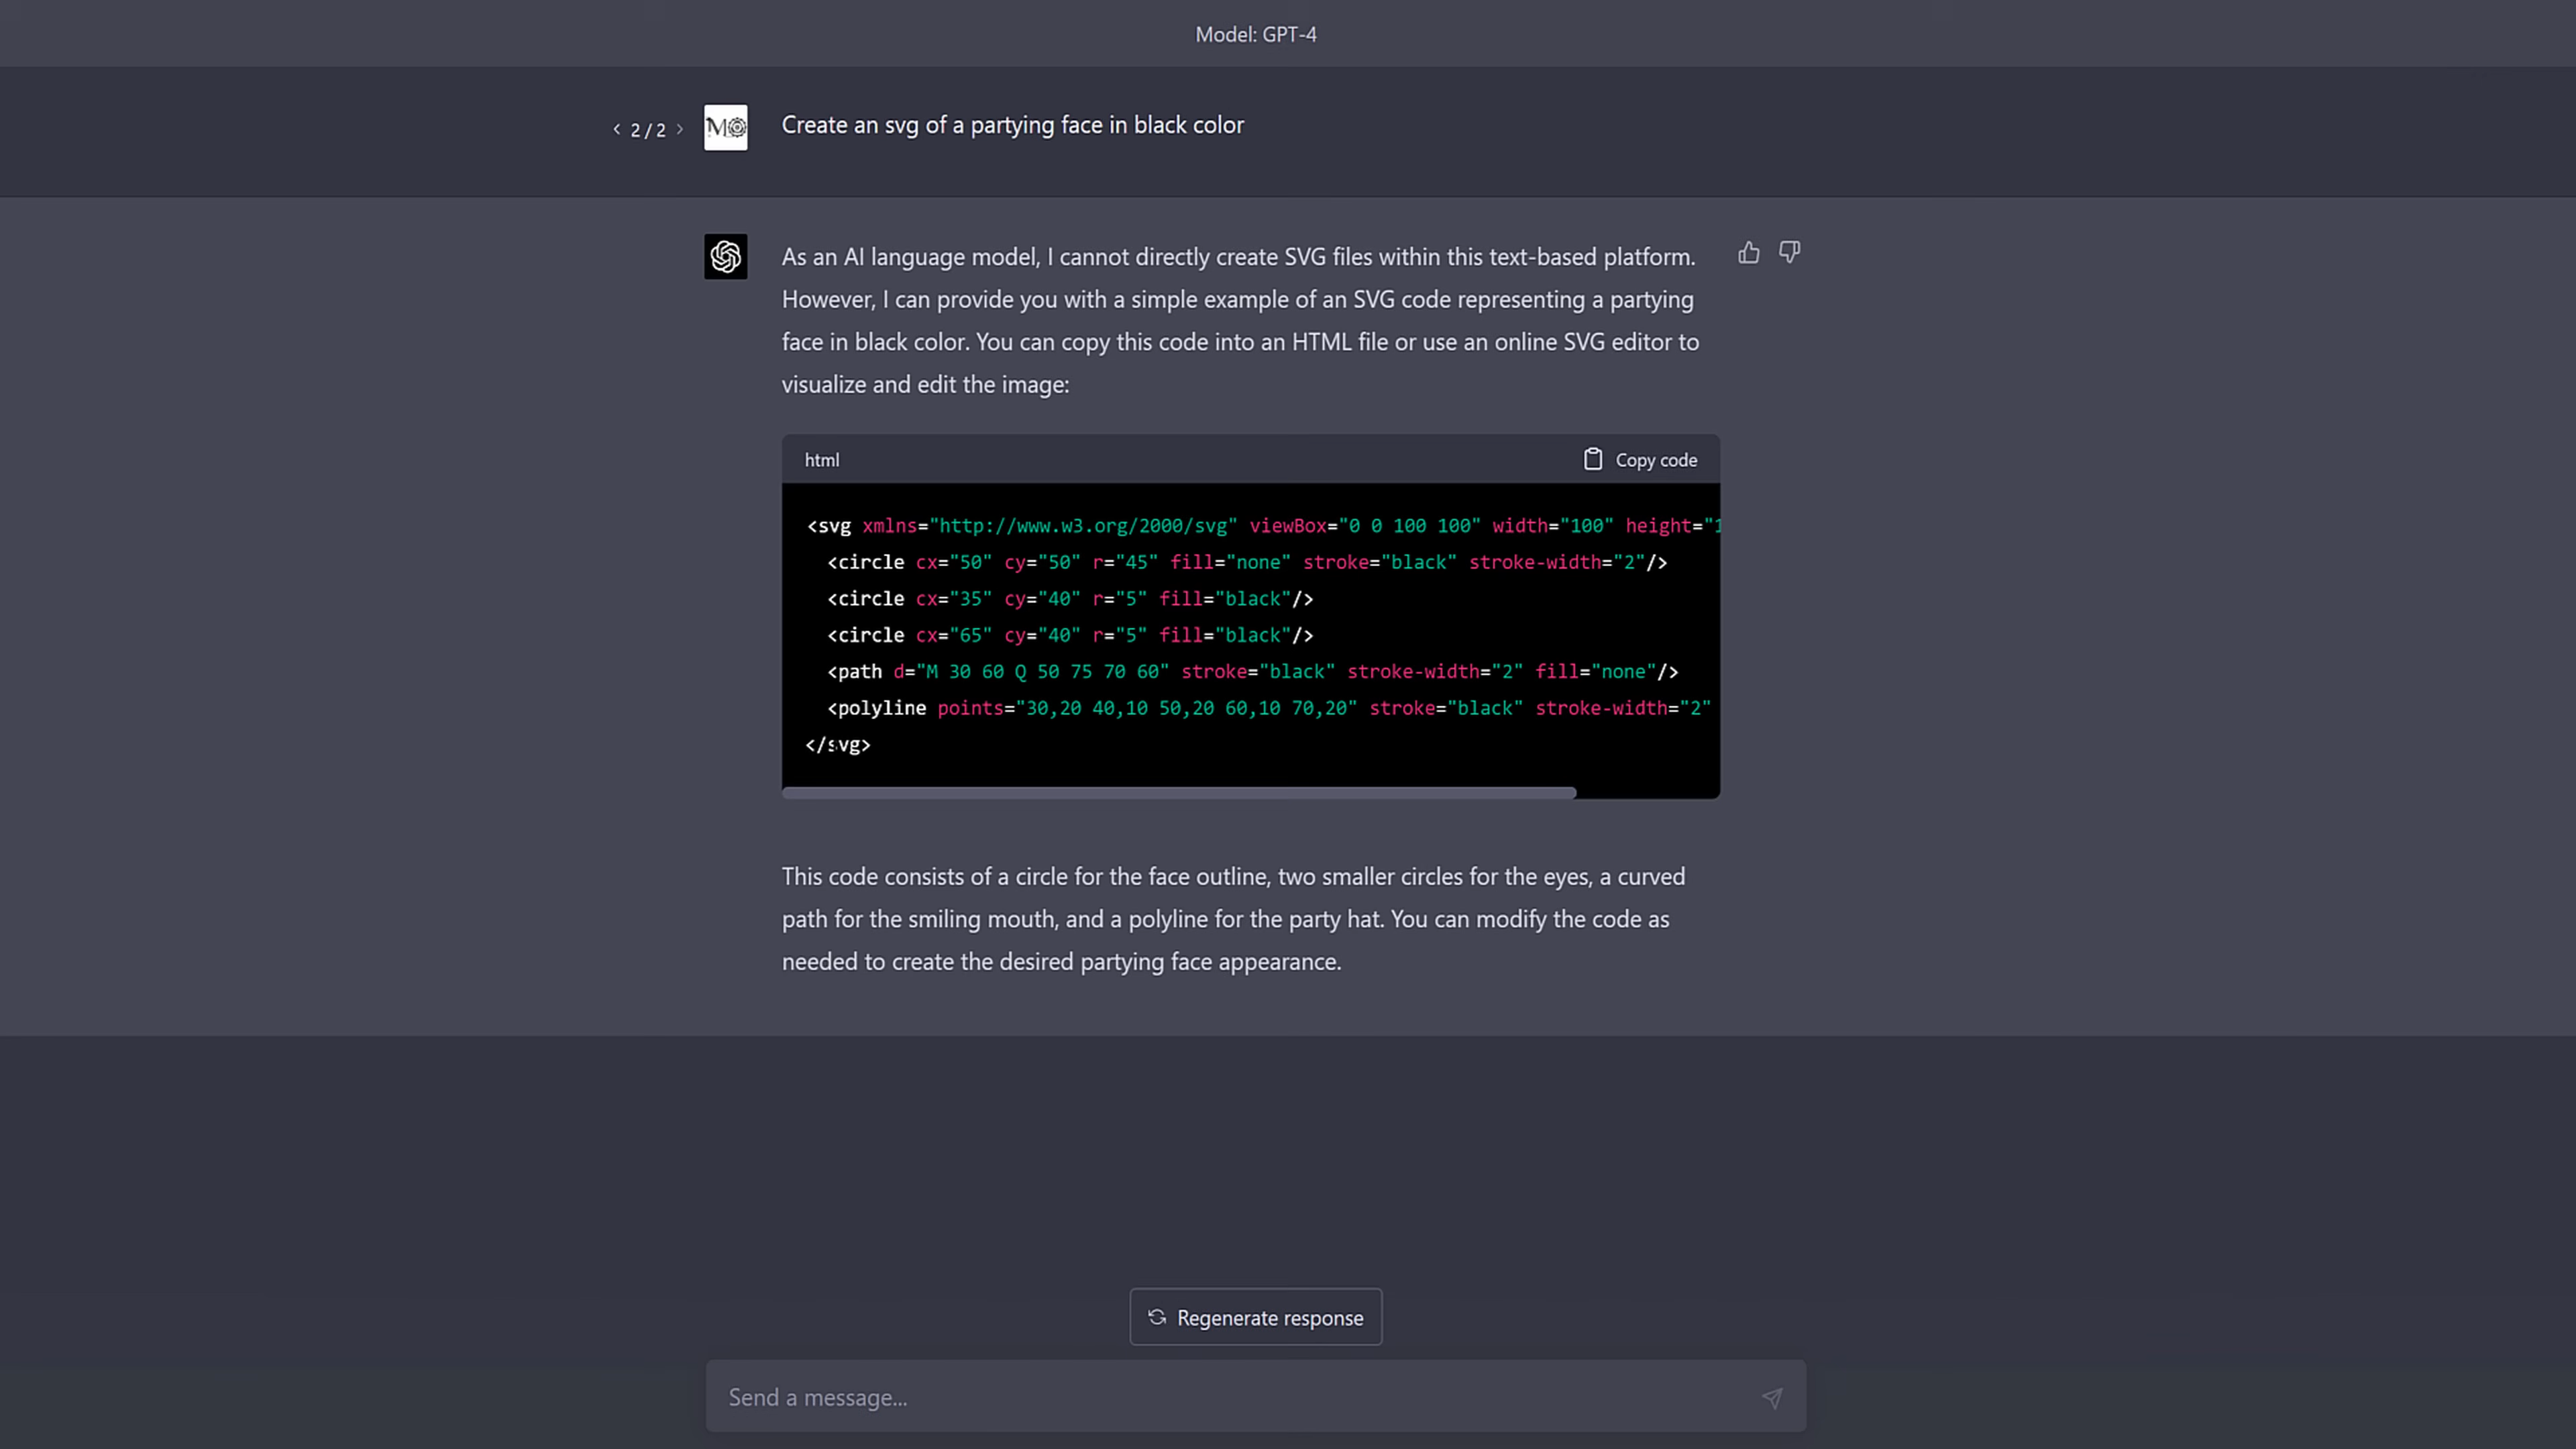 Model: GPT-4
< 2 / 2 >
MO
Create an svg of a partying face in black color
As an AI language model, I cannot directly create SVG files within this text-based platform.
However, I can provide you with a simple example of an SVG code representing a partying
face in black color. You can copy this code into an HTML file or use an online SVG editor to
visualize and edit the image:
html
Copy code
<svg xmlns="http://www.w3.org/2000/svg" viewBox="0 0 100 100" width="100" height="1
<circle cx="50" cy="50" r="45" fill="none" stroke="black" stroke-width="2"/>
<circle cx="35" cy="40" r="5" fill="black"/>
<circle cx="65" cy="40" r="5" fill="black"/>
<path d="M 30 60 Q 50 75 70 60" stroke="black" stroke-width="2" fill="none"/>
<polyline points="30,20 40,10 50,20 60,10 70,20" stroke="black" stroke-width="2"
</svg>
This code consists of a circle for the face outline, two smaller circles for the eyes, a curved
path for the smiling mouth, and a polyline for the party hat. You can modify the code as
needed to create the desired partying face appearance.
Regenerate response
Send a message...